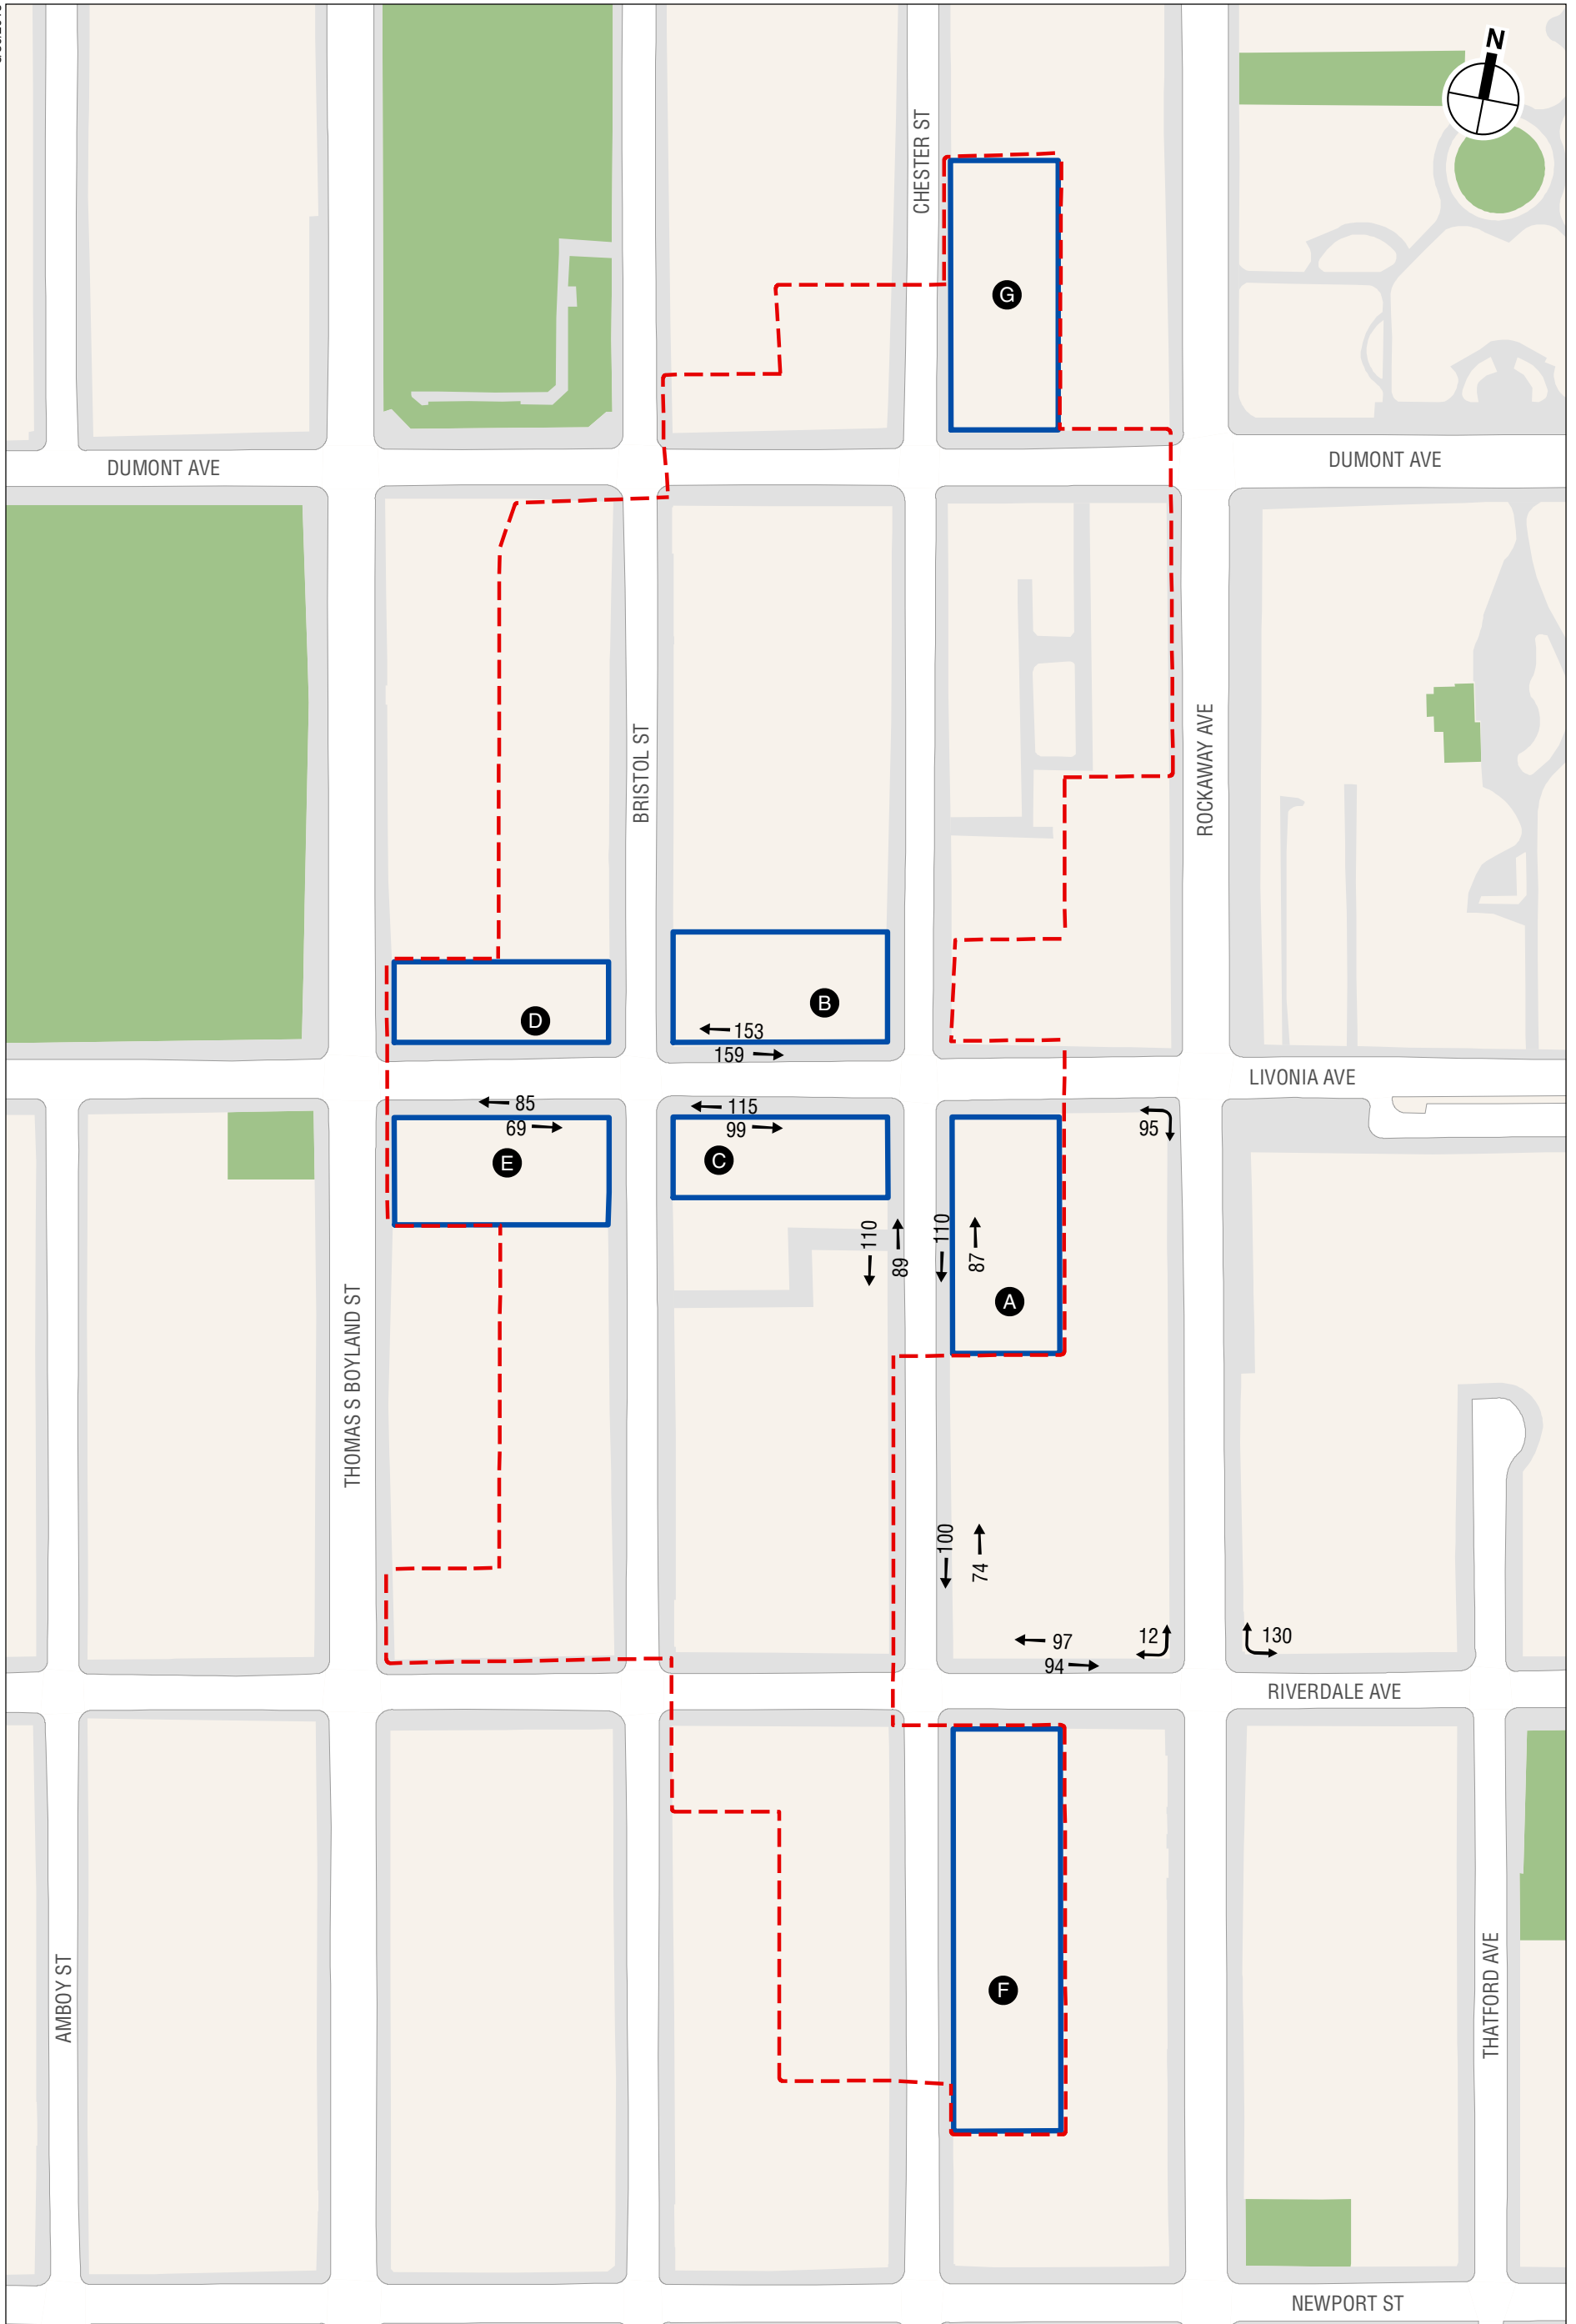 N
CHESTER ST
G
DUMONT AVE
DUMONT AVE
BRISTOL ST
ROCKAWAY AVE
D
B
153
159
LIVONIA AVE
85
69
E
115
99
C
95
110
89
110
87
A
THOMAS S BOYLAND ST
100
74
97
94
12
130
RIVERDALE AVE
AMBOY ST
F
THATFORD AVE
NEWPORT ST